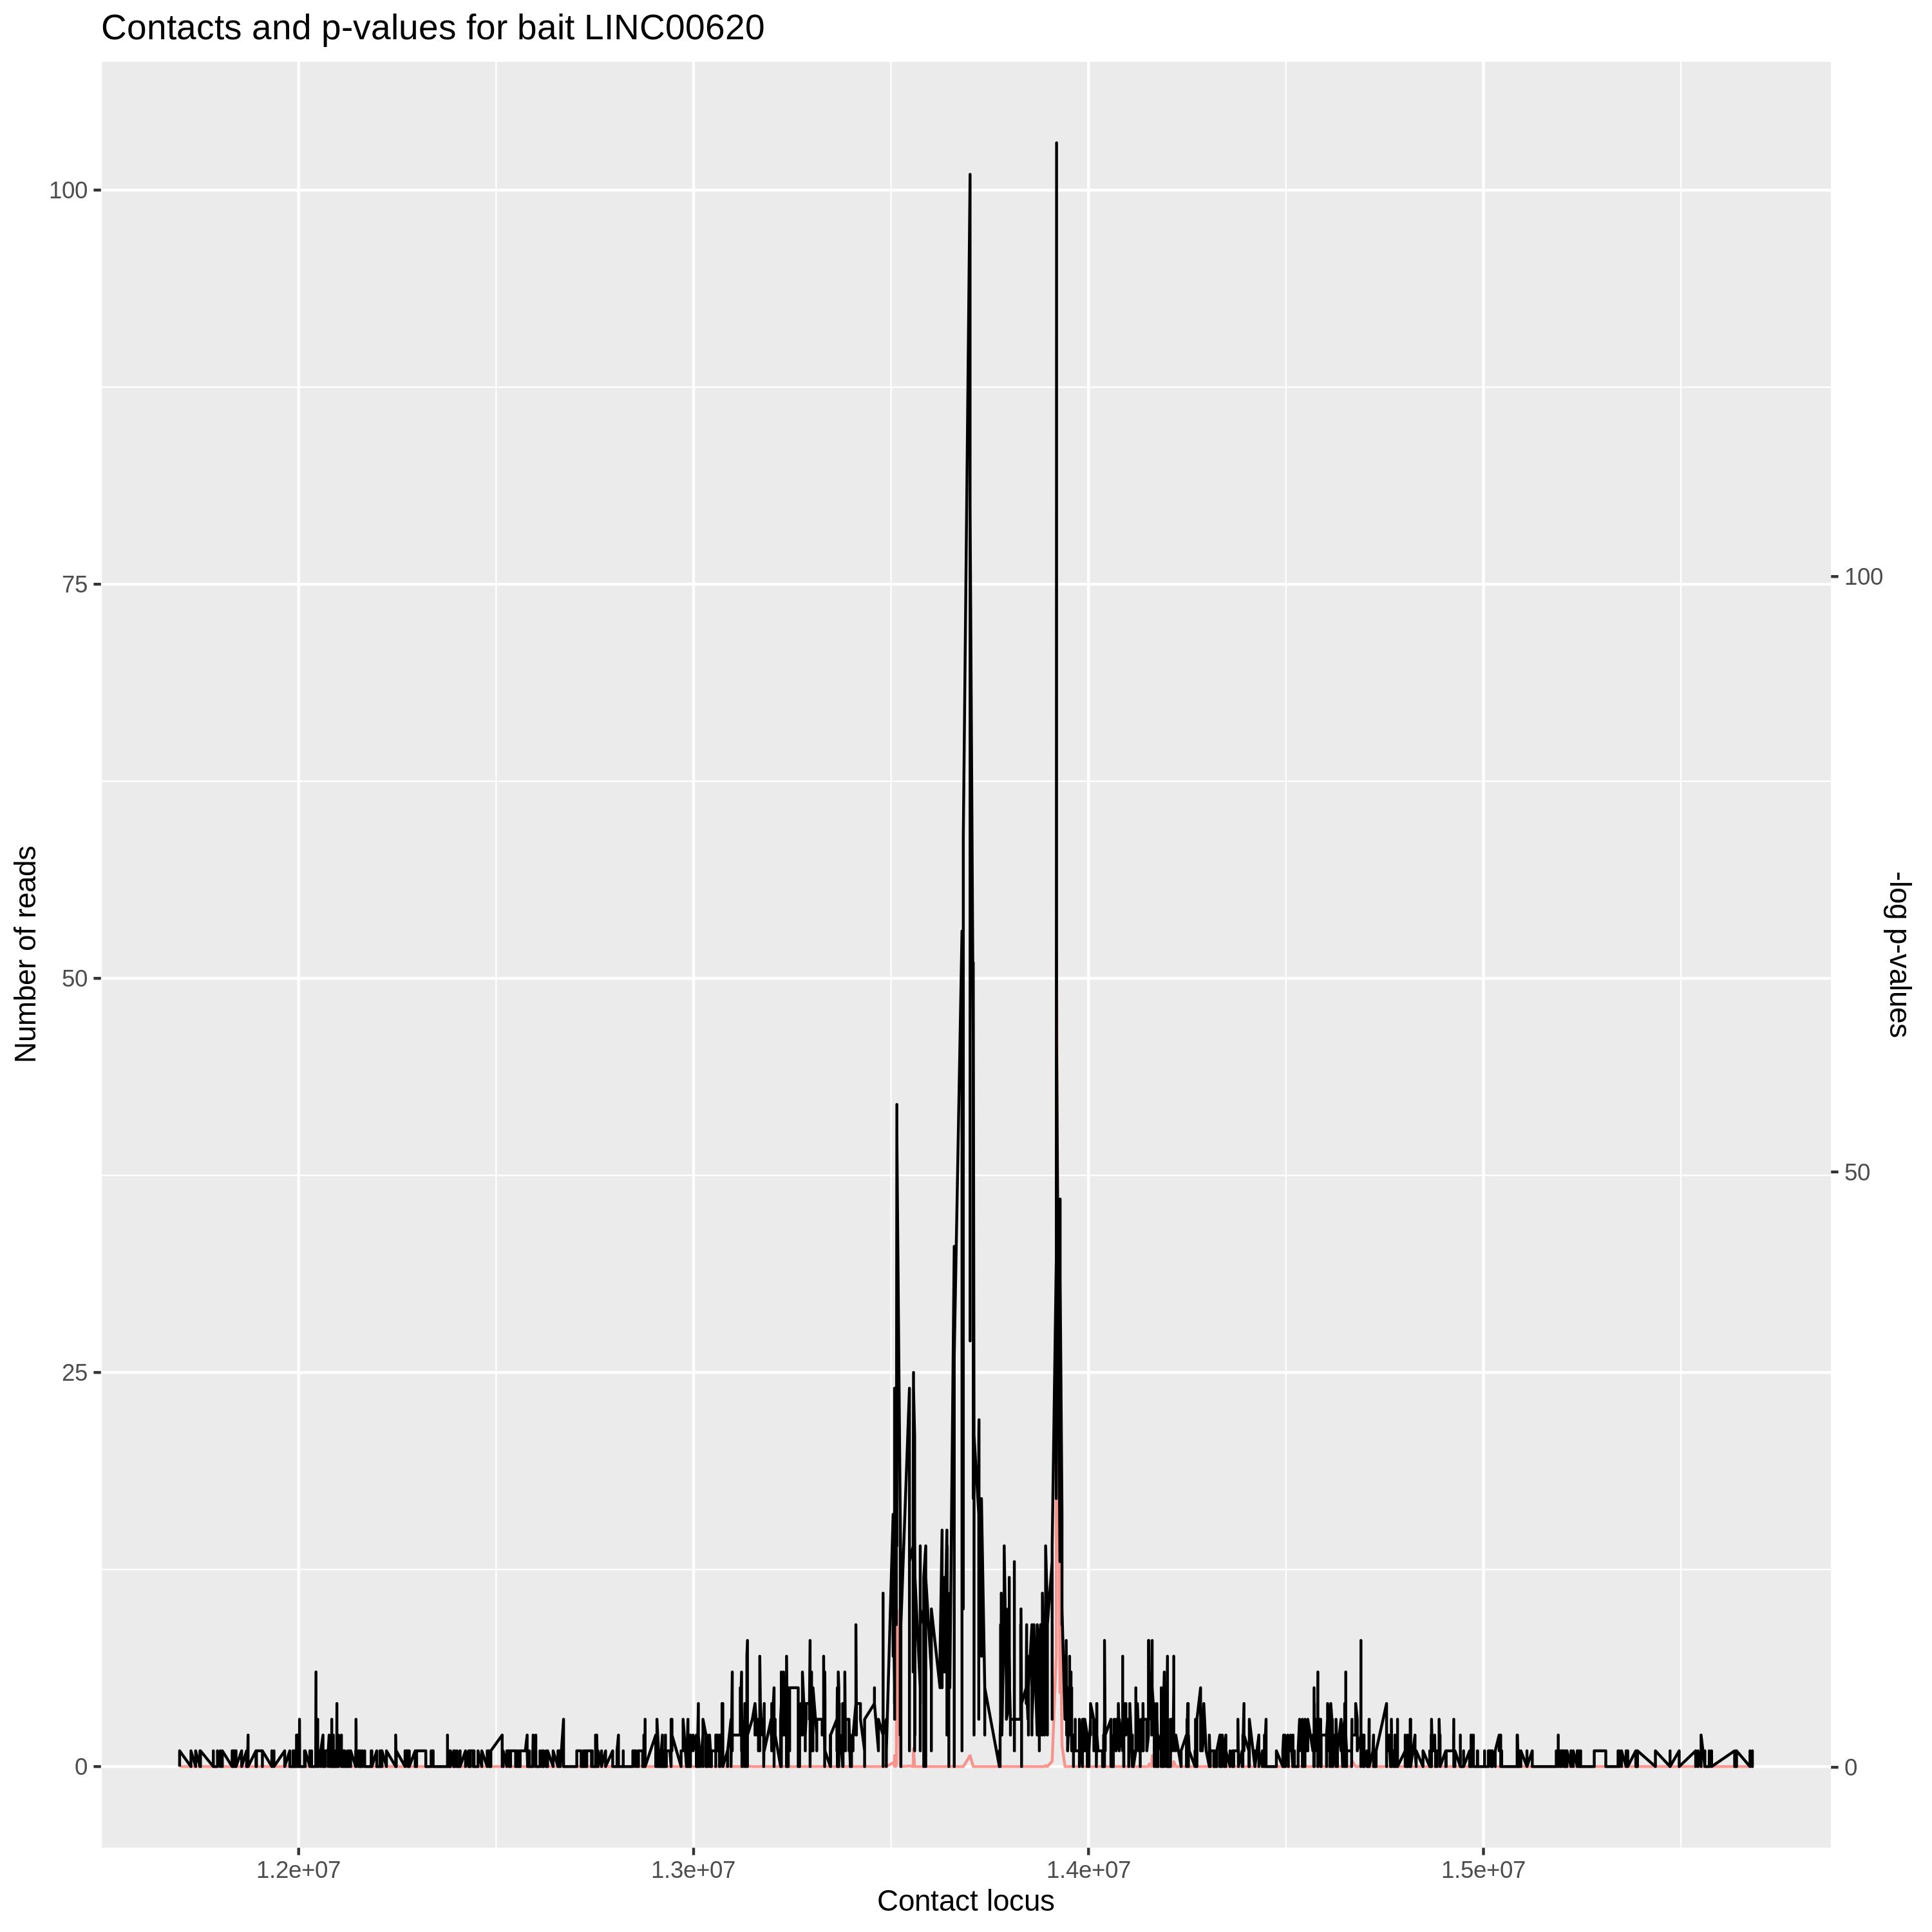 Contacts and p-values for bait LINC00620
100
75
50
25
0
Number of reads
100
50
0
-log p-values
1.2e+07
1.3e+07
1.4e+07
1.5e+07
Contact locus